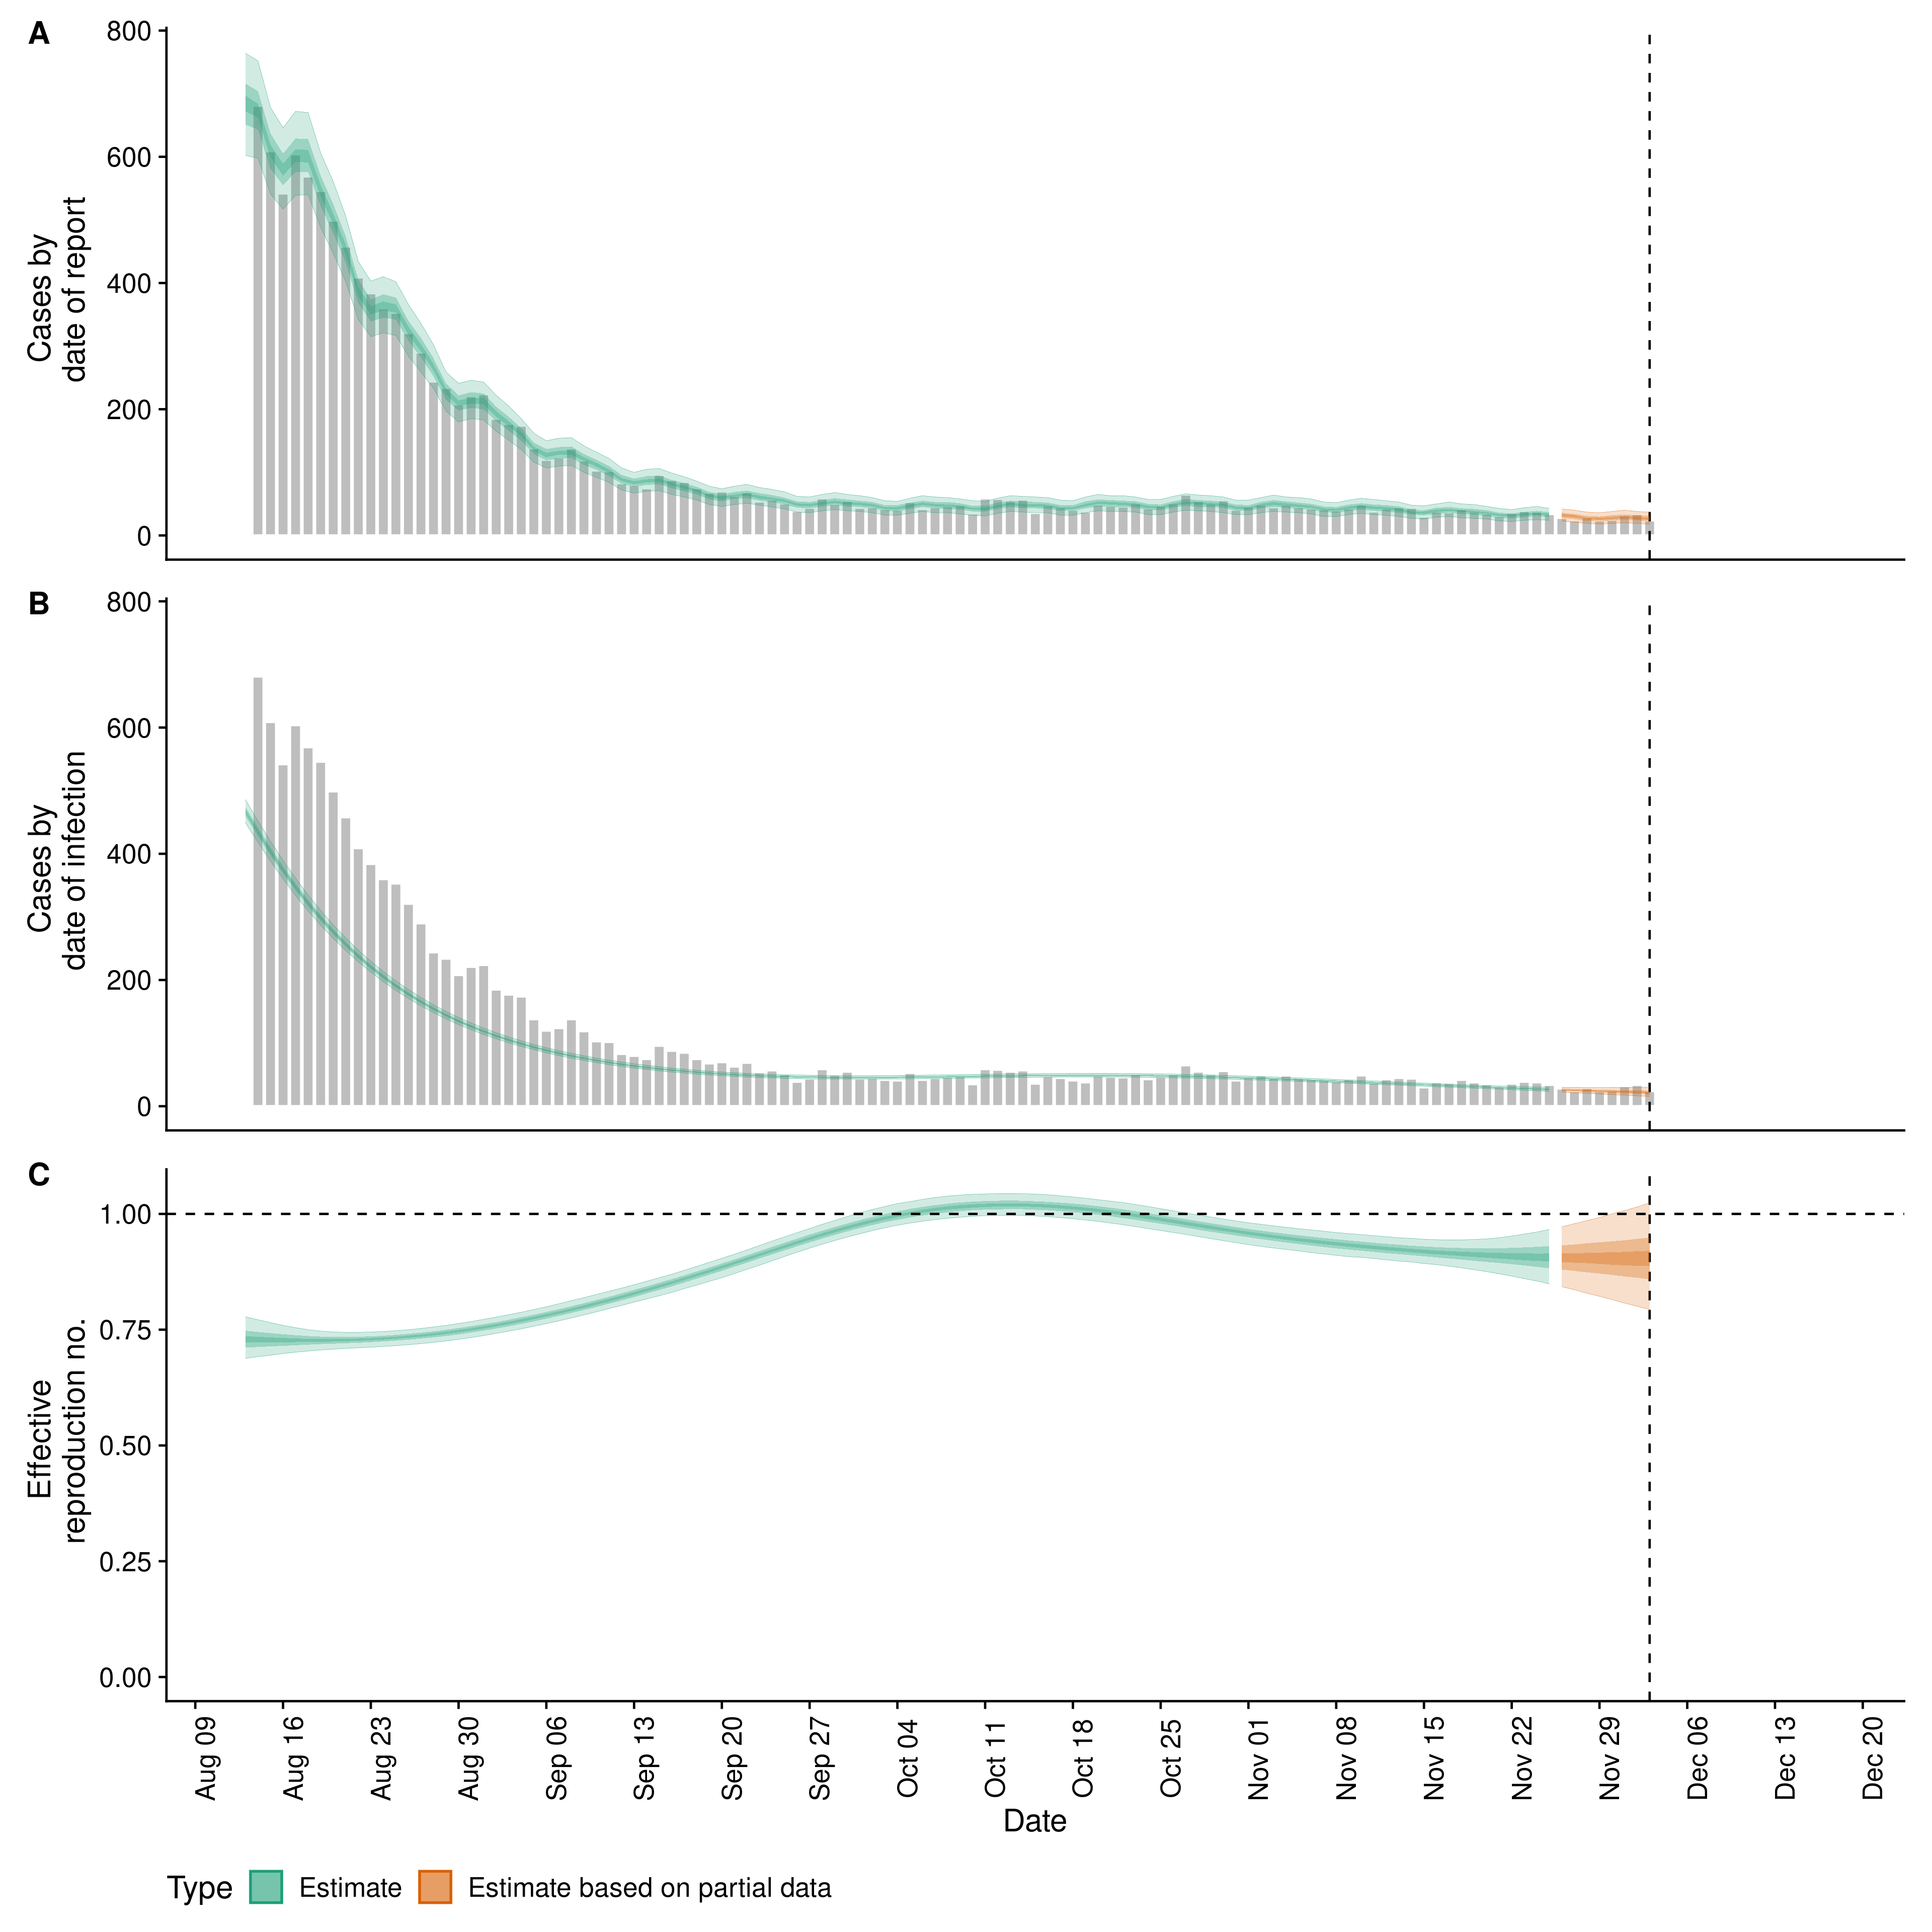 A
800
600
400
200
0
Cases by
date of report
B
800
600
400
200
0
Cases by
date of infection
C
1.00
0.75
0.50
0.25
0.00
Effective
reproduction no.
Aug 09
Aug 16
Aug 23
Aug 30
Sep 06
Sep 13
Sep 20
Sep 27
Oct 04
Oct 11
Oct 18
Oct 25
Nov 01
Nov 08
Nov 15
Nov 22
Nov 29
Dec 06
Dec 13
Dec 20
Date
Type Estimate Estimate based on partial data